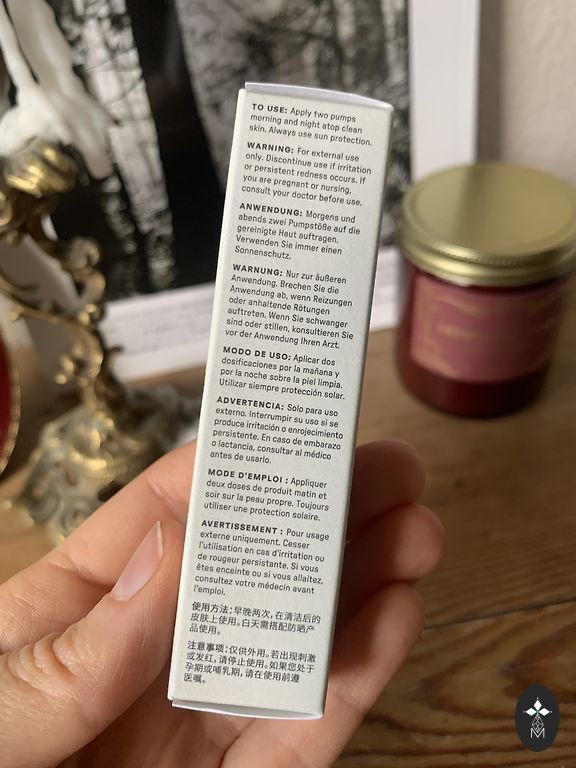 TO USE: Apply two pumps
morning and night atop clean
skin. Always use sun protection.
WARNING: For external use
only. Discontinue use if irritation
or persistent redness occurs. If
you are pregnant or nursing,
consult your doctor before use.
ANWENDUNG: Morgens und
abends zwei Pumpstöße auf die
gereinigte Haut auftragen.
Verwenden Sie immer einen
Sonnenschutz.
WARNUNG: Nur zur äußeren
Anwendung. Brechen Sie die
Anwendung ab, wenn Reizungen
oder anhaltende Rötungen
auftreten. Wenn Sie schwanger
sind oder stillen, konsultieren Sie
vor der Anwendung Ihren Arzt.
MODO DE USO: Aplicar dos
dosificaciones por la mañana y
por la noche sobre la piel limpia.
Utilizar siempre protección solar.
ADVERTENCIA: Solo para uso
externo. Interrumpir su uso si se
produce irritación o enrojecimiento
persistente. En caso de embarazo
o lactancia, consultar al médico
antes de usarlo.
MODE D'EMPLOI : Appliquer
deux doses de produit matin et
soir sur la peau propre. Toujours
utiliser une protection solaire.
AVERTISSEMENT : Pour usage
externe uniquement. Cesser
l'utilisation en cas d'irritation ou
de rougeur persistante. Si vous
êtes enceinte ou si vous allaitez,
consultez votre médecin avant
l'emploi.
使用方法：早晚两次，在清洁后的
皮肤上使用。白天需搭配防晒产
品使用。
注意事项：仅供外用。若出现刺激
或发红，请停止使用。如果您处于
孕期或哺乳期，请在使用前遵
医嘱。
M